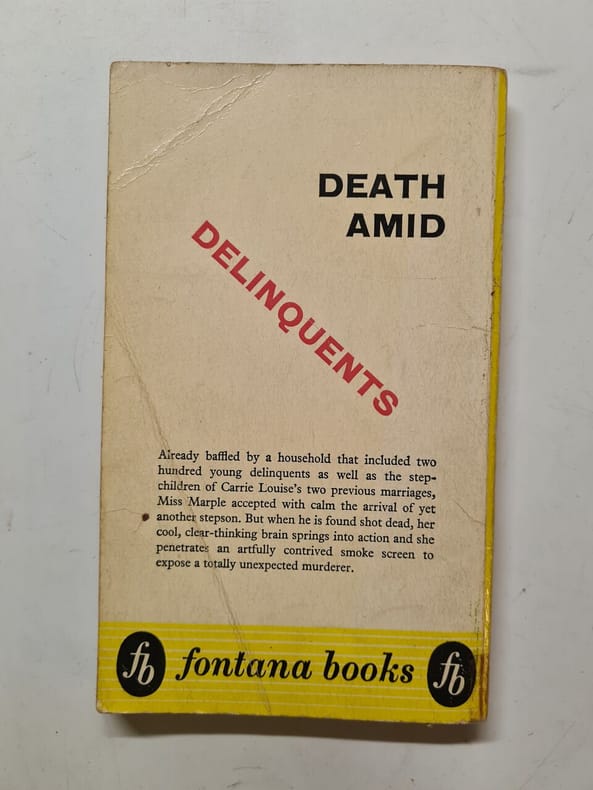 DEATH
AMID
DELINQUENTS
Already baffled by a household that included two
hundred young delinquents as well as the step-
children of Carrie Louise's two previous marriages,
Miss Marple accepted with calm the arrival of yet
another stepson. But when he is found shot dead, her
cool, clear-thinking brain springs into action and she
penetrates an artfully contrived smoke screen to
expose a totally unexpected murderer.
fb fontana books fb